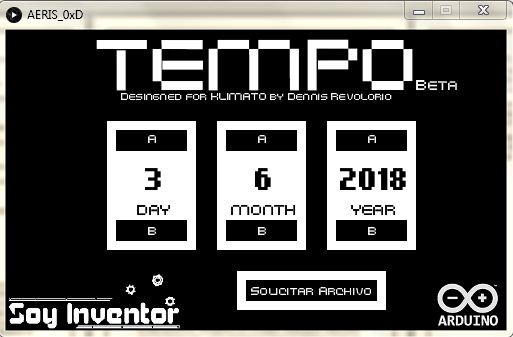 AERIS_0xD
TEMPO
Beta
Desingned for KLIMATO by Dennis Revolorio
A A A
3 6 2018
DAY MONTH YEAR
B B B
Solicitar Archivo
Soy Inventor
ARDUINO